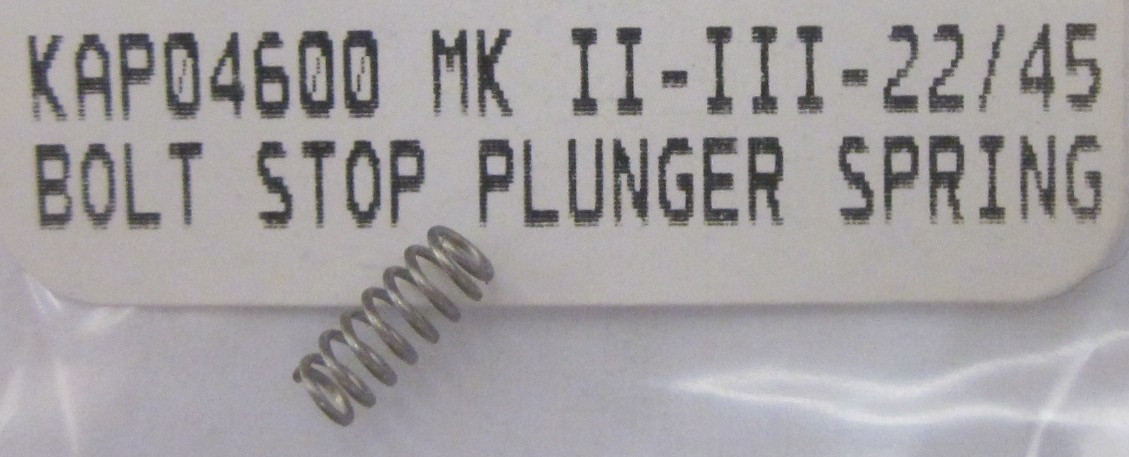 KAP04600 MK II-III-22/45
BOLT STOP PLUNGER SPRING